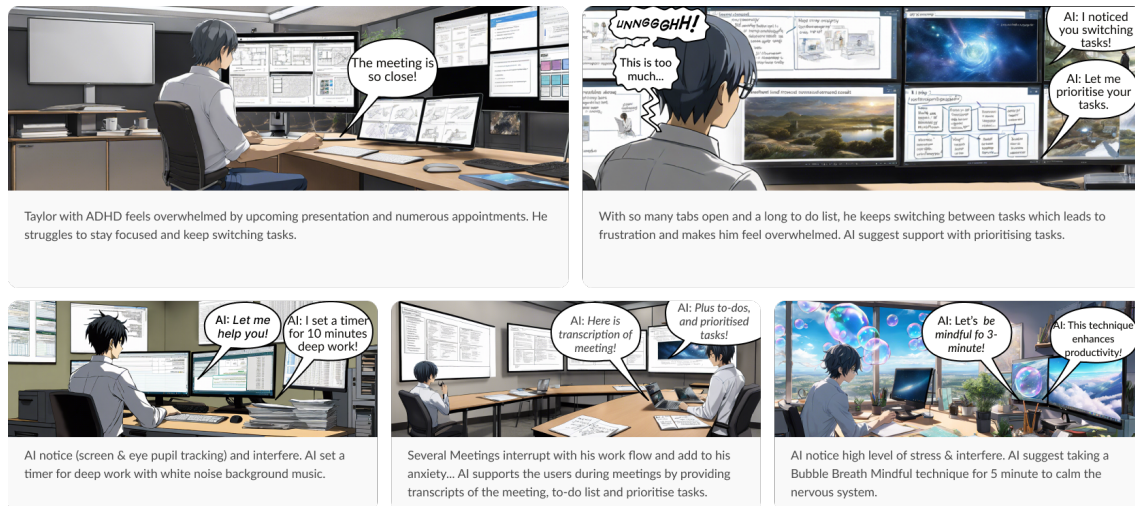 The meeting is
so close!
UNNGGGHH!
This is too
much...
AI: I noticed
you switching
tasks!
AI: Let me
prioritise your
tasks.
Taylor with ADHD feels overwhelmed by upcoming presentation and numerous appointments. He
struggles to stay focused and keep switching tasks.
With so many tabs open and a long to do list, he keeps switching between tasks which leads to
frustration and makes him feel overwhelmed. AI suggest support with prioritising tasks.
AI: Let me
help you!
AI: I set a timer
for 10 minutes
deep work!
AI: Here is
transcription of
meeting!
AI: Plus to-dos,
and prioritised
tasks!
AI: Let's be
mindful fo 3-
minute!
AI: This technique
enhances
productivity!
AI notice (screen & eye pupil tracking) and interfere. AI set a
timer for deep work with white noise background music.
Several Meetings interrupt with his work flow and add to his
anxiety... AI supports the users during meetings by providing
transcripts of the meeting, to-do list and prioritise tasks.
AI notice high level of stress & interfere. AI suggest taking a
Bubble Breath Mindful technique for 5 minute to calm the
nervous system.